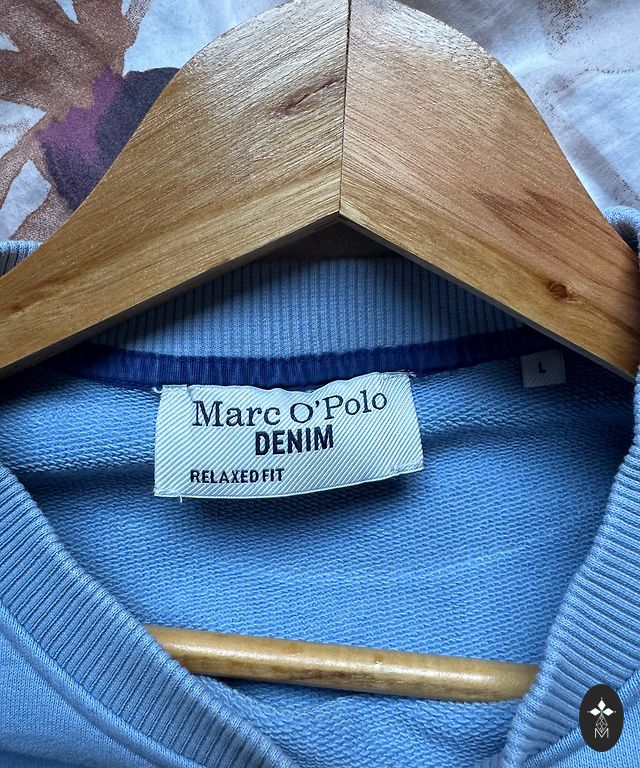 Marc O'Polo
DENIM
RELAXED FIT
L
M